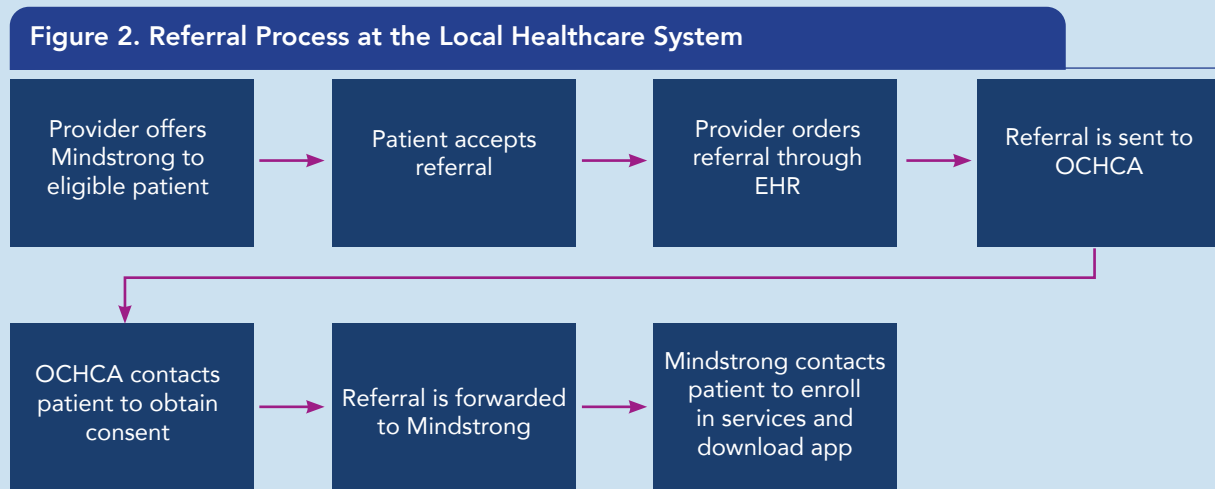 Figure 2. Referral Process at the Local Healthcare System
Provider offers
Mindstrong to
eligible patient
Patient accepts
referral
Provider orders
referral through
EHR
Referral is sent to
OCHCA
OCHCA contacts
patient to obtain
consent
Referral is forwarded
to Mindstrong
Mindstrong contacts
patient to enroll
in services and
download app